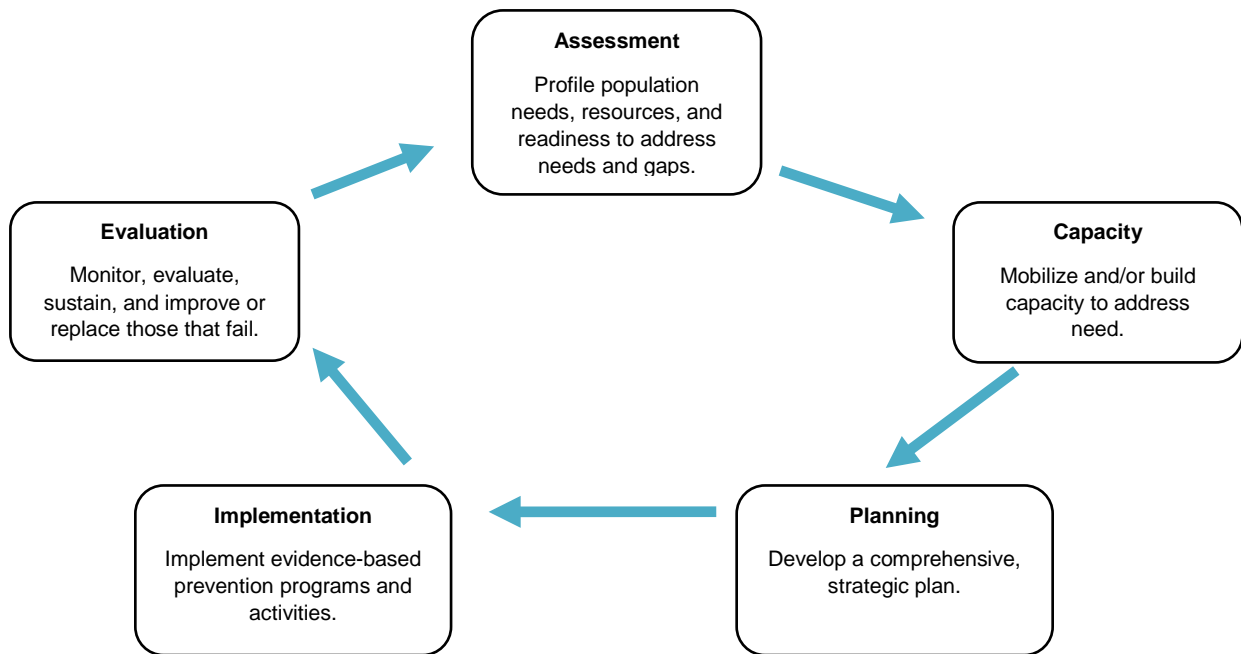 Assessment
Profile population
needs, resources, and
readiness to address
needs and gaps.
Capacity
Mobilize and/or build
capacity to address
need.
Planning
Develop a comprehensive,
strategic plan.
Implementation
Implement evidence-based
prevention programs and
activities.
Evaluation
Monitor, evaluate,
sustain, and improve or
replace those that fail.